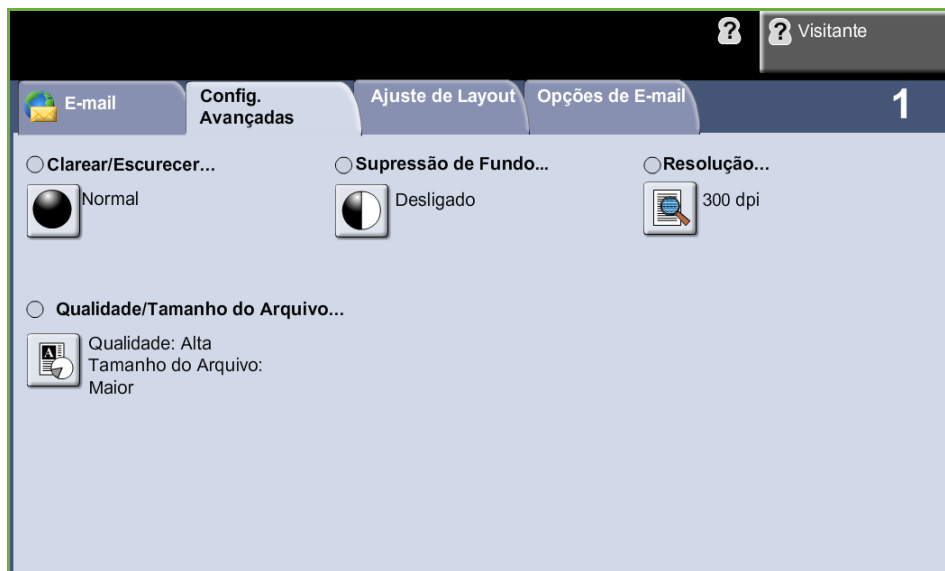 ? ? Visitante
E-mail
Config.
Avançadas
Ajuste de Layout
Opções de E-mail
1
Clarear/Escurecer...
Normal
Supressão de Fundo...
Desligado
Resolução...
300 dpi
Qualidade/Tamanho do Arquivo...
A
Qualidade: Alta
Tamanho do Arquivo:
Maior